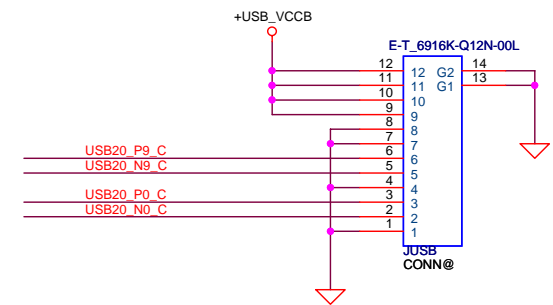 +USB_VCCB
E-T_6916K-Q12N-00L
12 12 G2 14
11 11 G1 13
10 10
9 9
8 8
7 7
USB20_P9_C 6 6
USB20_N9_C 5 5
4 4
USB20_P0_C 3 3
USB20_N0_C 2 2
1 1
JUSB
CONN@